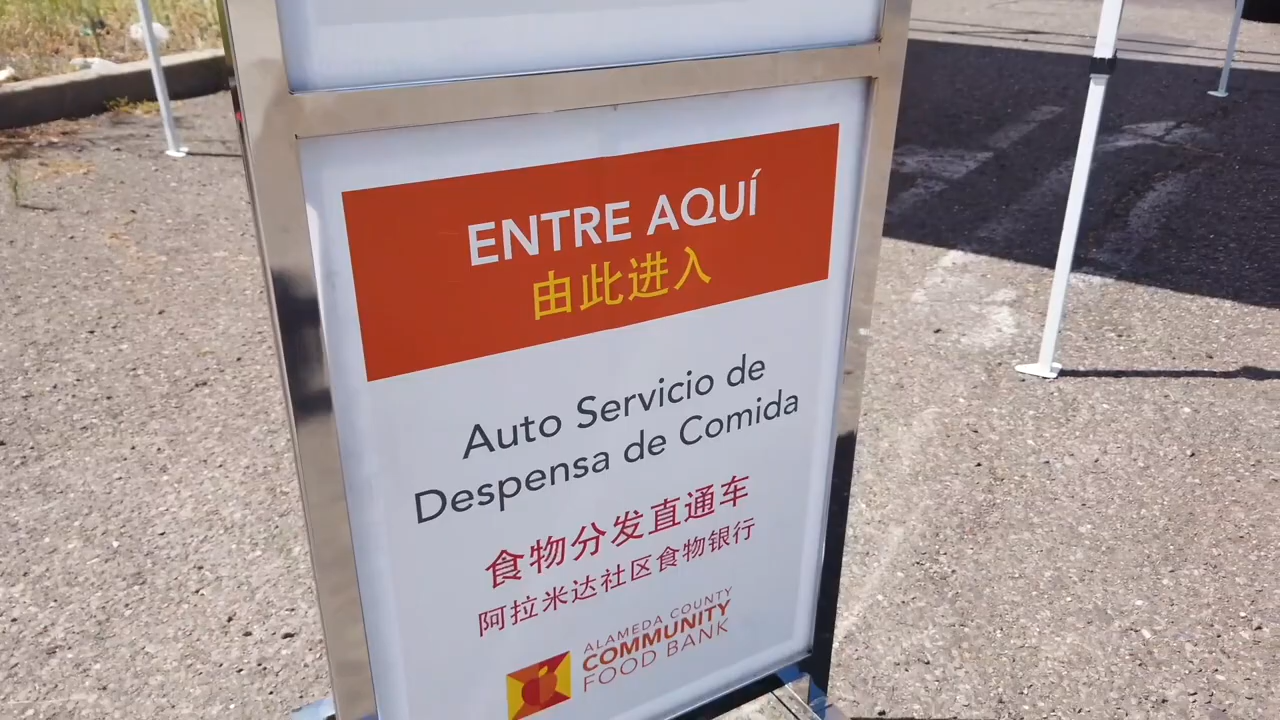 ENTRE AQUÍ
由此进入
Auto Servicio de
Despensa de Comida
食物分发直通车
阿拉米达社区食物银行
ALAMEDA COUNTY
COMMUNITY
FOOD BANK